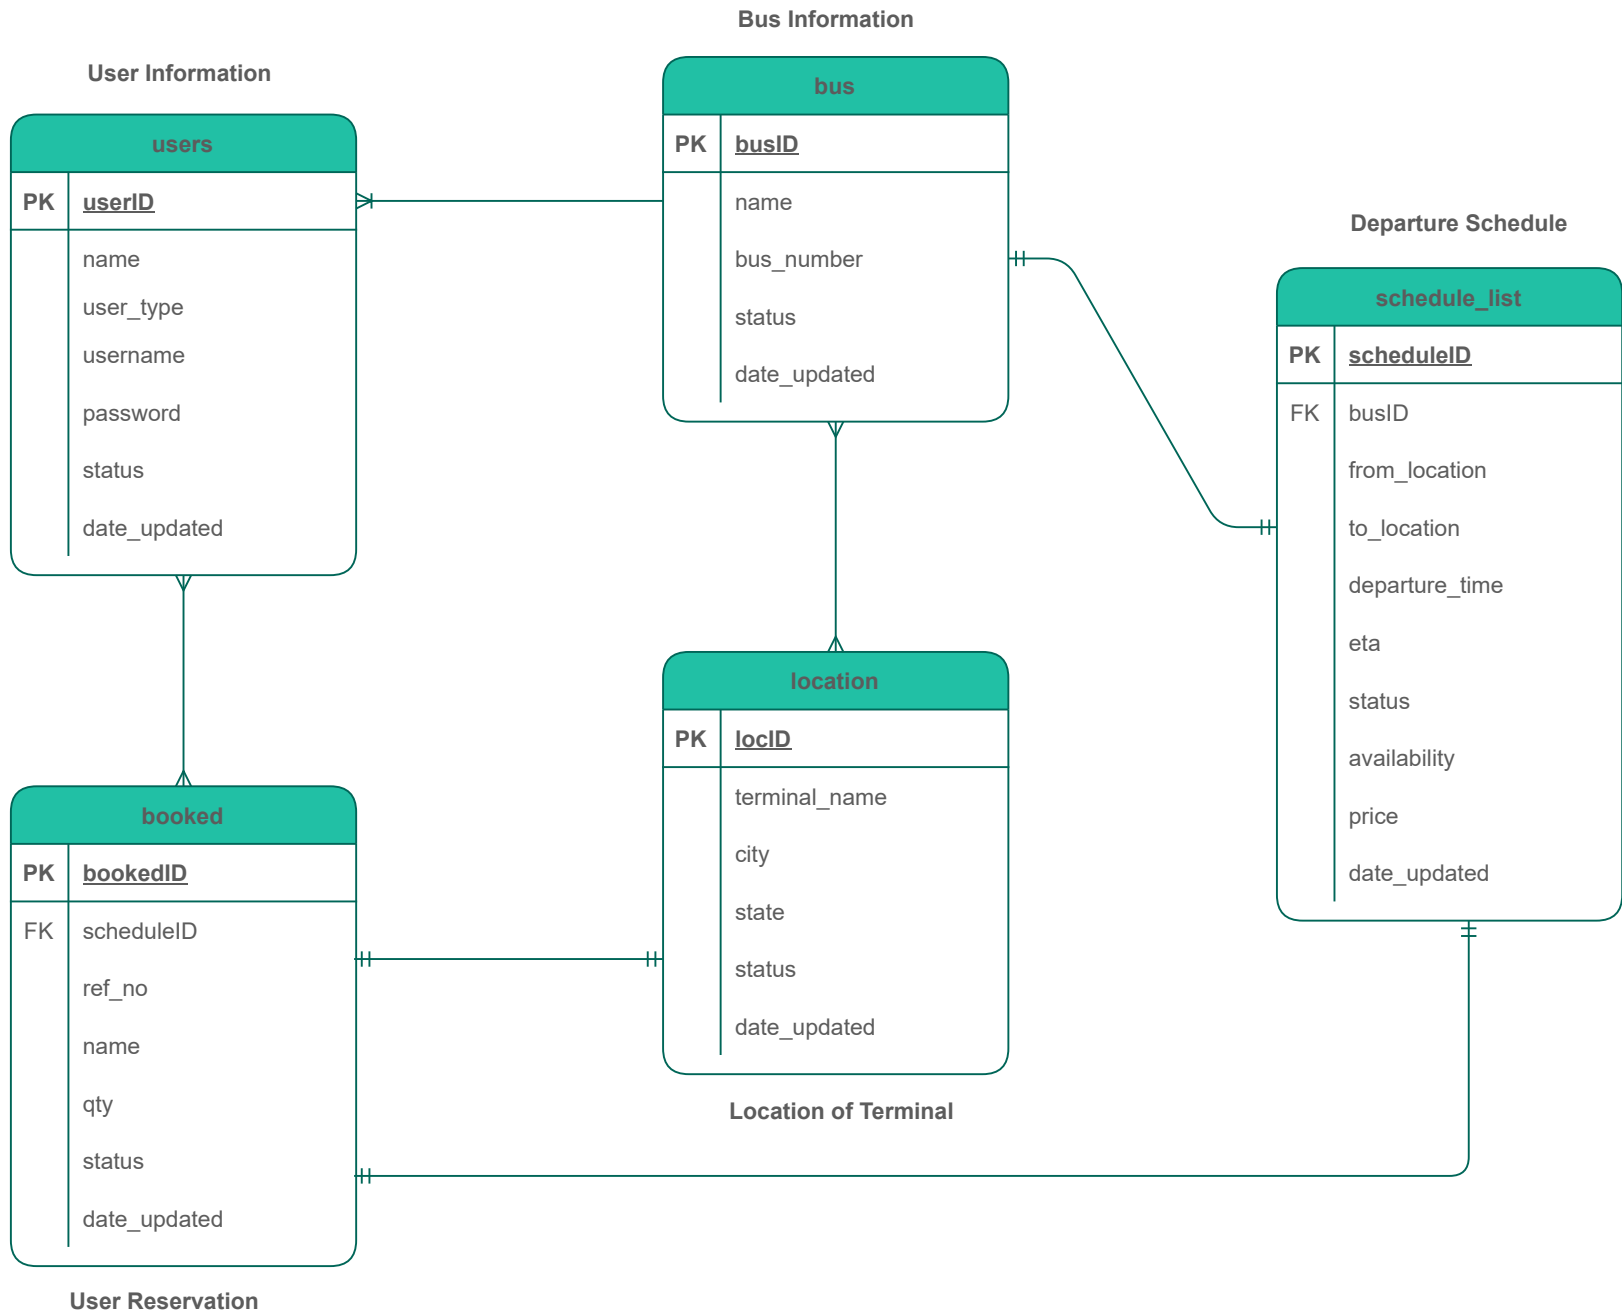 Bus Information
User Information
bus
PK busID
name
bus_number
status
date_updated
users
PK userID
name
user_type
username
password
status
date_updated
Departure Schedule
schedule_list
PK scheduleID
FK busID
from_location
to_location
departure_time
eta
status
availability
price
date_updated
location
PK locID
terminal_name
city
state
status
date_updated
Location of Terminal
booked
PK bookedID
FK scheduleID
ref_no
name
qty
status
date_updated
User Reservation